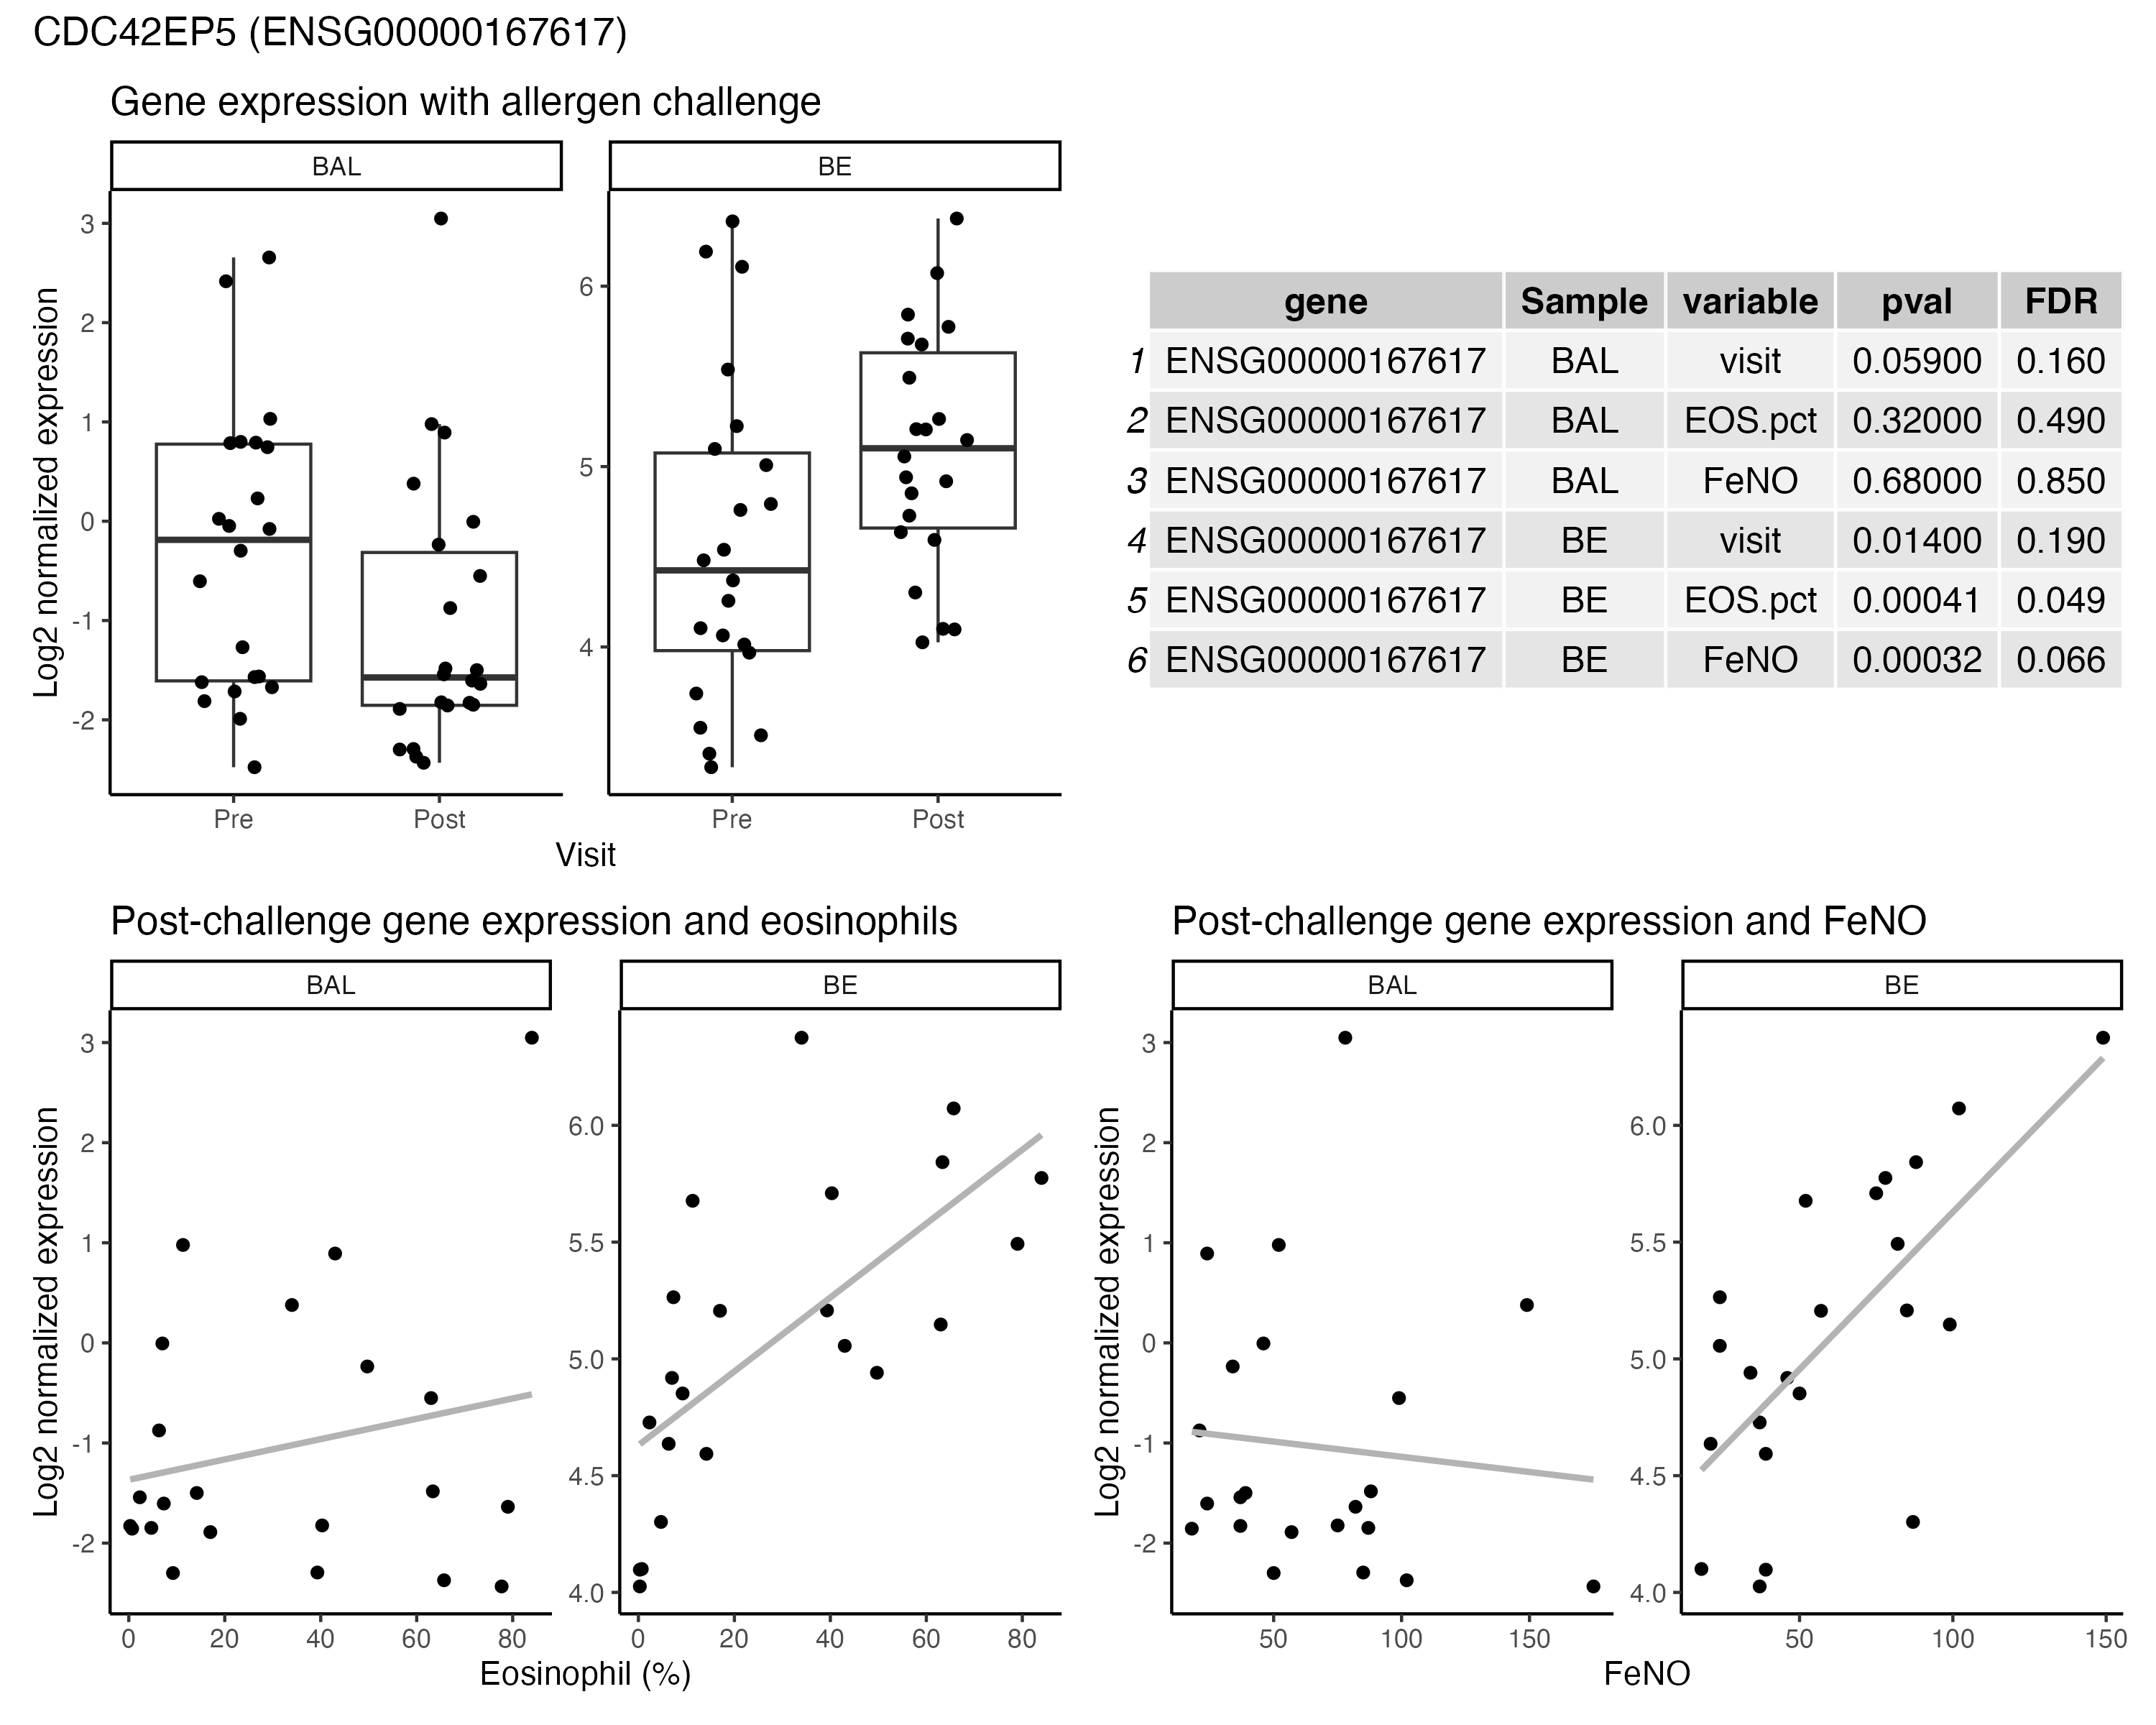 CDC42EP5 (ENSG00000167617)
Gene expression with allergen challenge
BAL
BE
Log2 normalized expression
3
2
1
0
-1
-2
6
5
4
Pre
Post
Pre
Post
Visit
gene Sample variable pval FDR
1 ENSG00000167617 BAL visit 0.05900 0.160
2 ENSG00000167617 BAL EOS.pct 0.32000 0.490
3 ENSG00000167617 BAL FeNO 0.68000 0.850
4 ENSG00000167617 BE visit 0.01400 0.190
5 ENSG00000167617 BE EOS.pct 0.00041 0.049
6 ENSG00000167617 BE FeNO 0.00032 0.066
Post-challenge gene expression and eosinophils
BAL
BE
Log2 normalized expression
3
2
1
0
-1
-2
6.0
5.5
5.0
4.5
4.0
0 20 40 60 80
0 20 40 60 80
Eosinophil (%)
Post-challenge gene expression and FeNO
BAL
BE
Log2 normalized expression
3
2
1
0
-1
-2
6.0
5.5
5.0
4.5
4.0
50 100 150
50 100 150
FeNO